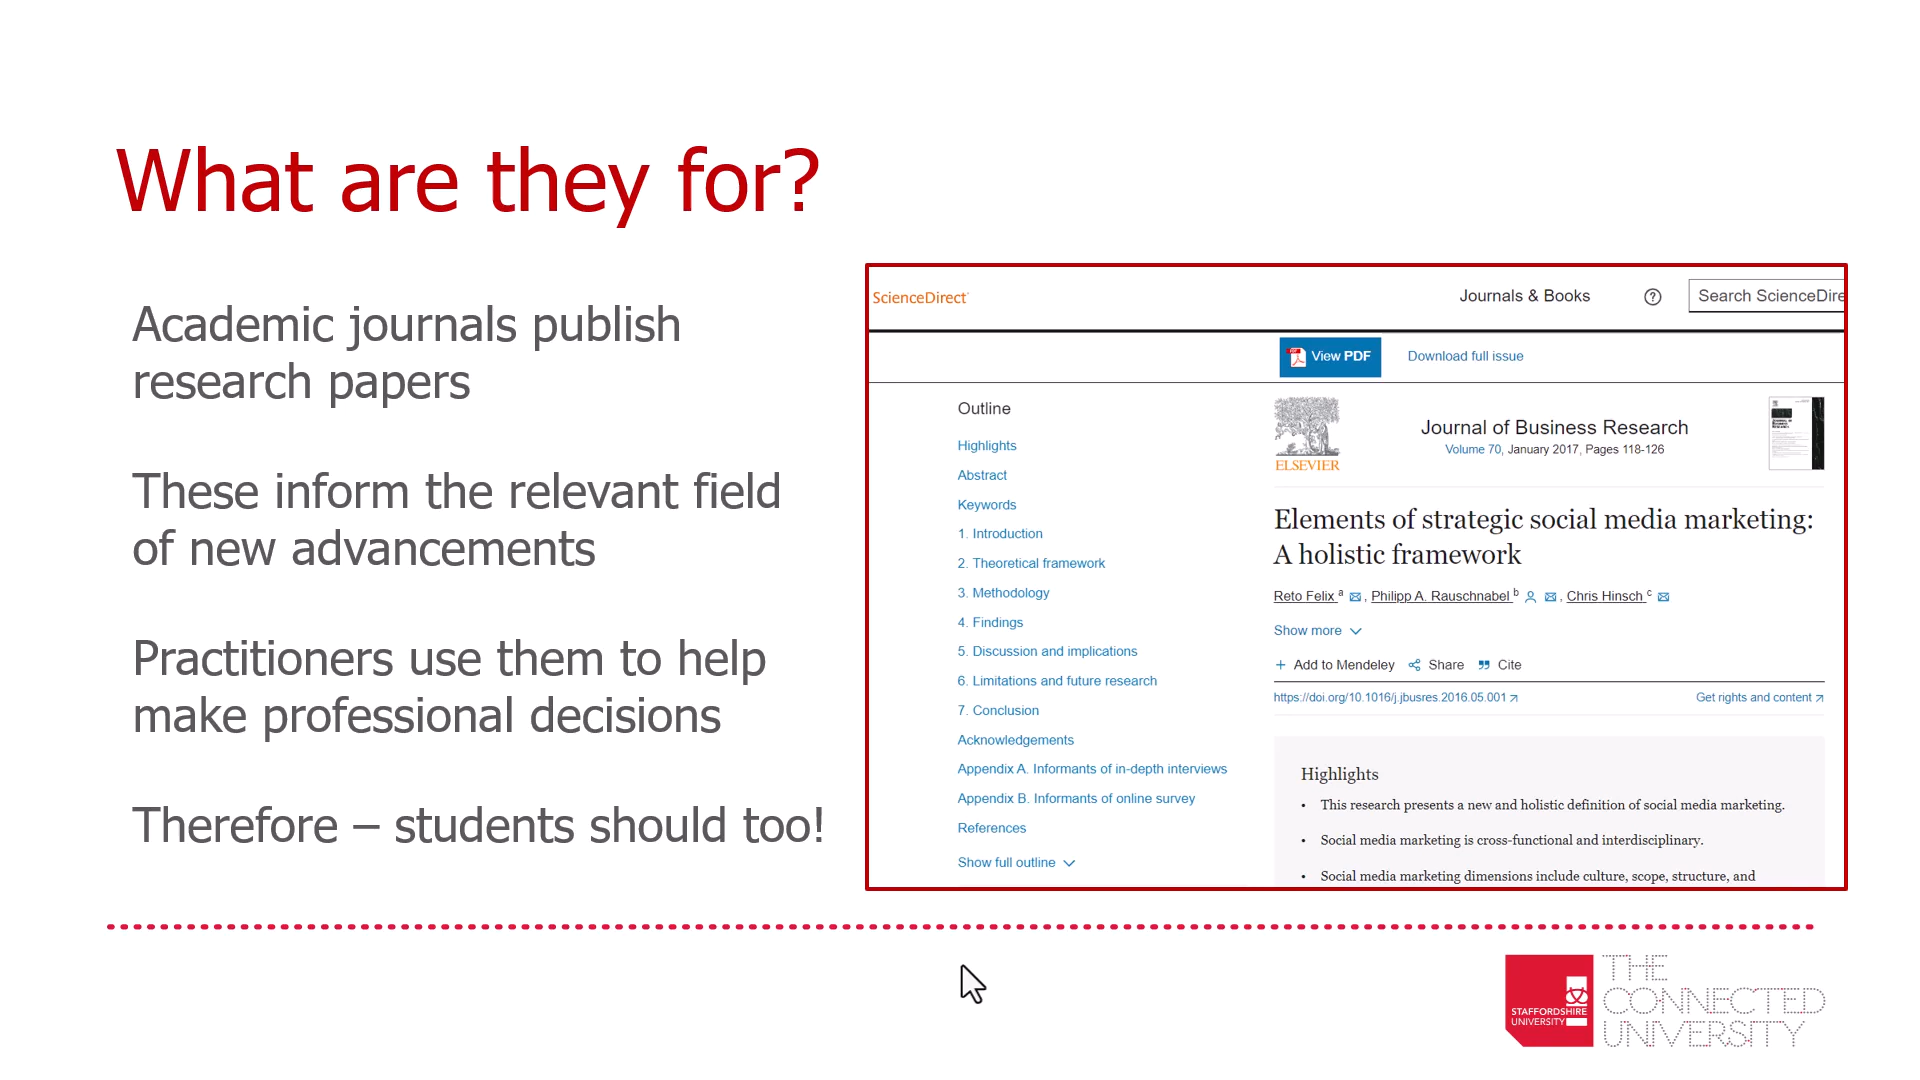 What are they for?
Academic journals publish
research papers
These inform the relevant field
of new advancements
Practitioners use them to help
make professional decisions
Therefore – students should too!
ScienceDirect
Journals & Books
Search ScienceDire
View PDF
Download full issue
Outline
Highlights
Abstract
Keywords
1. Introduction
2. Theoretical framework
3. Methodology
4. Findings
5. Discussion and implications
6. Limitations and future research
7. Conclusion
Acknowledgements
Appendix A. Informants of in-depth interviews
Appendix B. Informants of online survey
References
Show full outline
ELSEVIER
Journal of Business Research
Volume 70, January 2017, Pages 118-126
Elements of strategic social media marketing:
A holistic framework
Reto Felix a , Philipp A. Rauschnabel b , Chris Hinsch c
Show more
+ Add to Mendeley Share Cite
https://doi.org/10.1016/j.jbusres.2016.05.001
Get rights and content
Highlights
• This research presents a new and holistic definition of social media marketing.
• Social media marketing is cross-functional and interdisciplinary.
• Social media marketing dimensions include culture, scope, structure, and
STAFFORDSHIRE
UNIVERSITY
THE
CONNECTED
UNIVERSITY